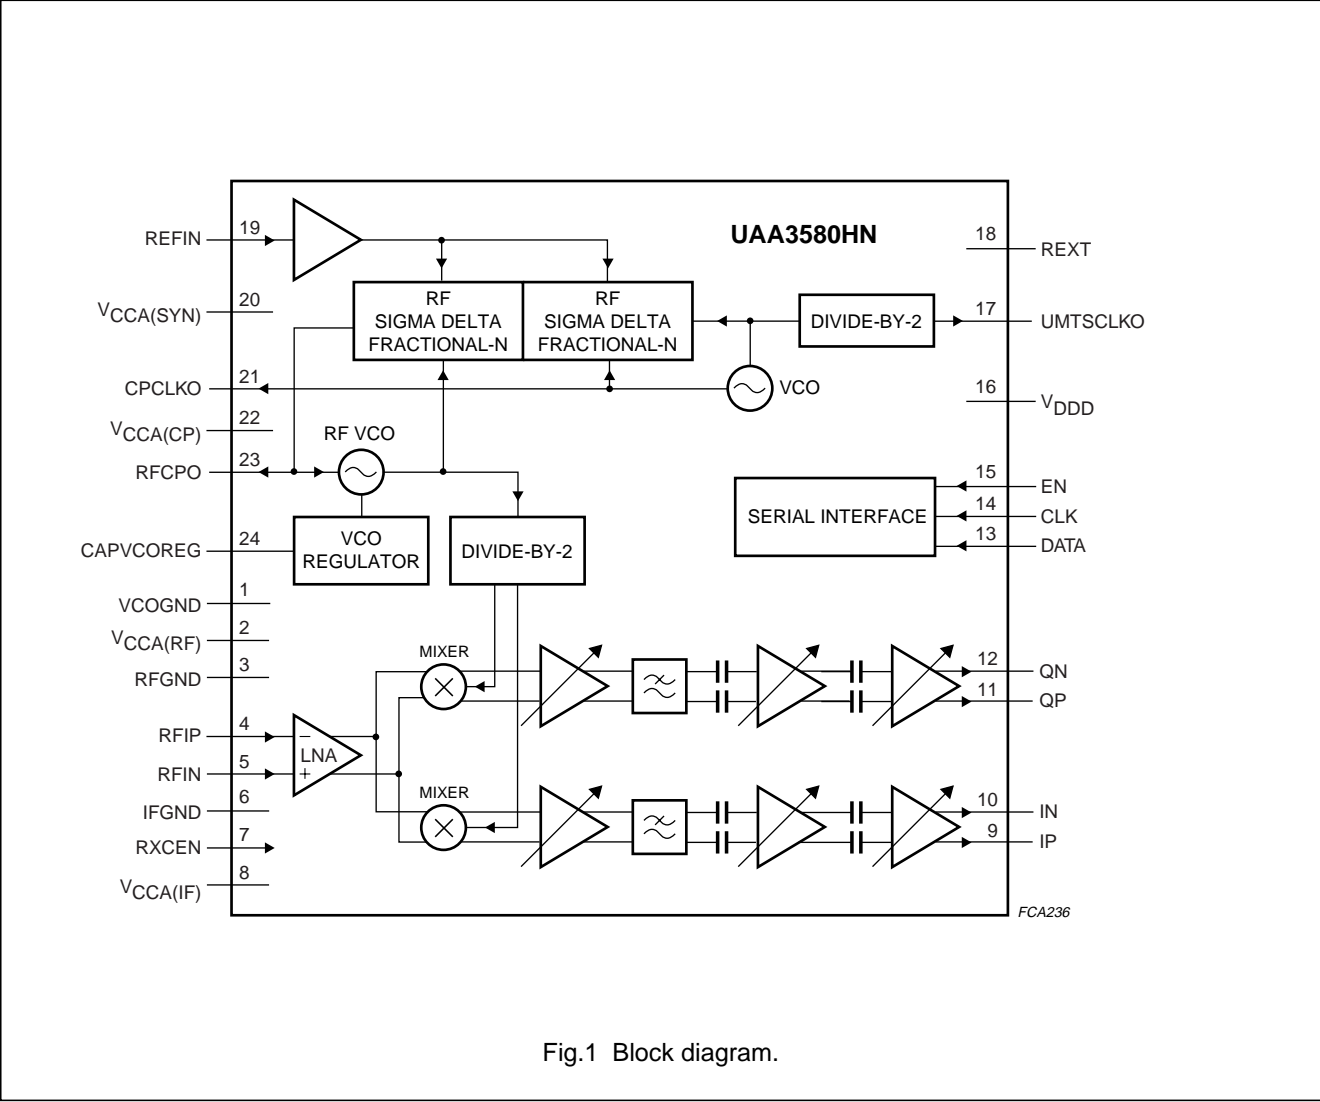 UAA3580HN
REFIN
19
VCCA(SYN)
20
CPCLKO
21
VCCA(CP)
22
RFCPO
23
CAPVCOREG
24
VCOGND
1
VCCA(RF)
2
RFGND
3
RFIP
4
RFIN
5
IFGND
6
RXCEN
7
VCCA(IF)
8
RF
SIGMA DELTA
FRACTIONAL-N
RF
SIGMA DELTA
FRACTIONAL-N
DIVIDE-BY-2
VCO
RF VCO
VCO
REGULATOR
DIVIDE-BY-2
SERIAL INTERFACE
MIXER
−
LNA
+
MIXER
18
REXT
17
UMTSCLKO
16
VDDD
15
EN
14
CLK
13
DATA
12
QN
11
QP
10
IN
9
IP
FCA236
Fig.1 Block diagram.